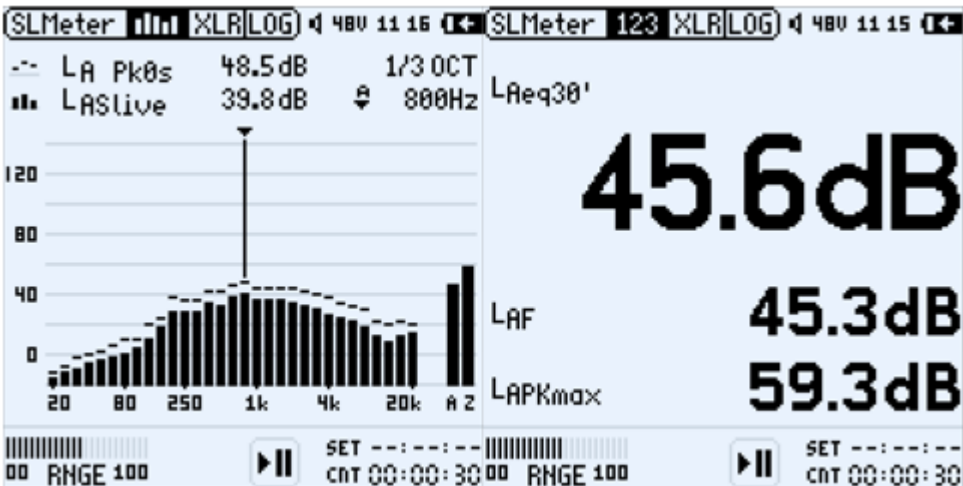 SLMeter XLR LOG 48V 11 16
LA Pk0s 48.5dB 1/3 OCT
LASlive 39.8dB 800Hz
120
80
40
0
20 80 250 1k 4k 20k A Z
00 RNGE 100
SET --:--:--
CNT 00:00:30
SLMeter 123 XLR LOG 48V 11 15
LAeq30'
45.6dB
LAF 45.3dB
LAPKmax 59.3dB
00 RNGE 100
SET --:--:--
CNT 00:00:30